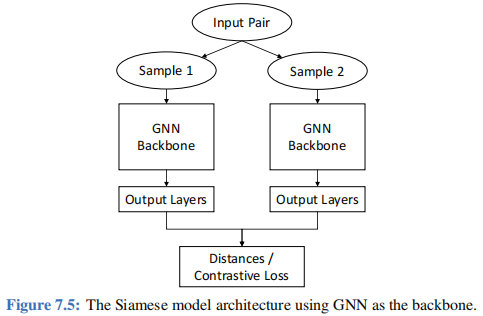 Input Pair
Sample 1
Sample 2
GNN
Backbone
GNN
Backbone
Output Layers
Output Layers
Distances /
Contrastive Loss
Figure 7.5: The Siamese model architecture using GNN as the backbone.